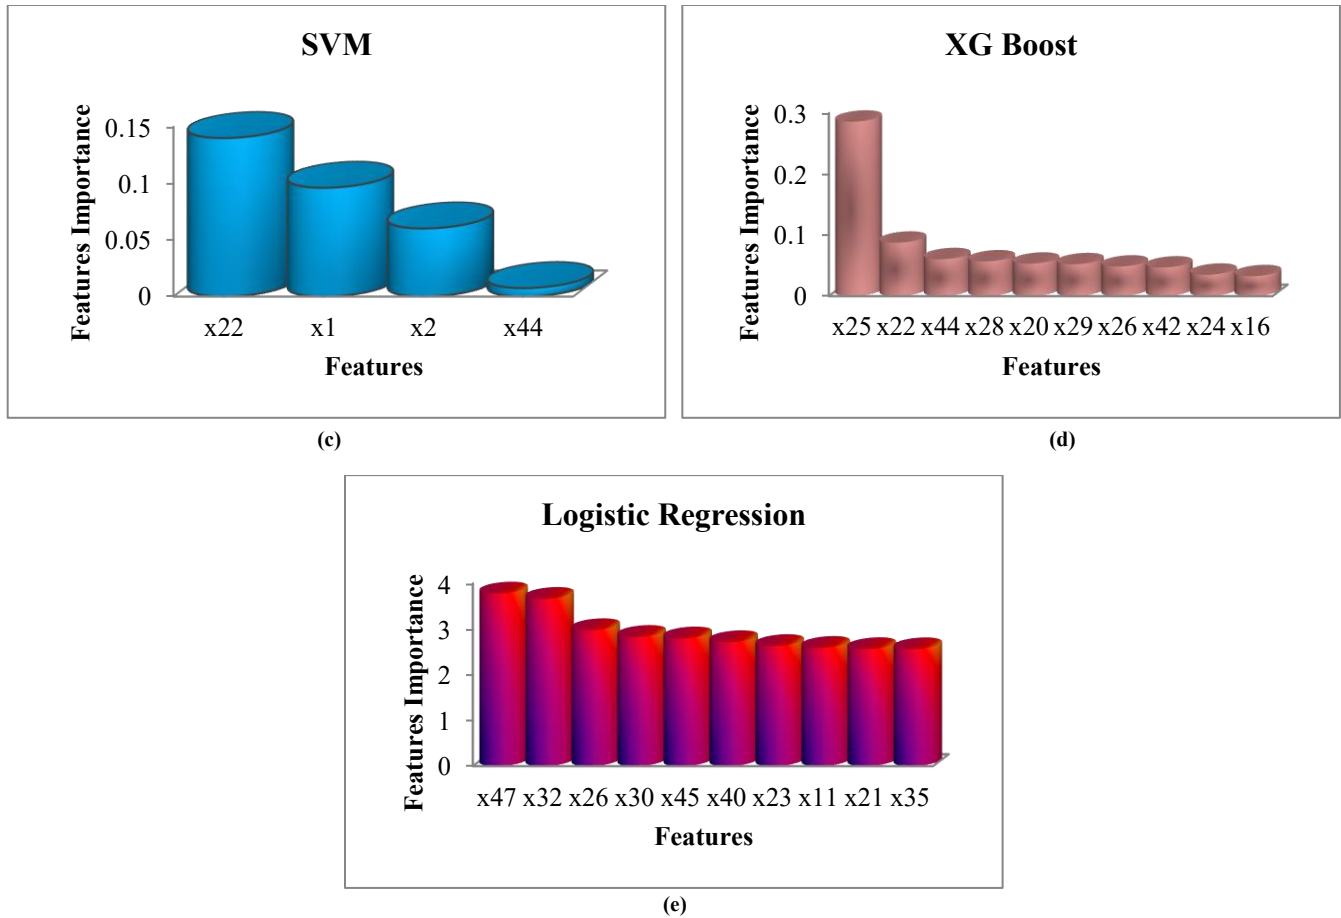 SVM
Features Importance
0.15
0.1
0.05
0
x22 x1 x2 x44
Features
(c)
XG Boost
Features Importance
0.3
0.2
0.1
0
x25 x22 x44 x28 x20 x29 x26 x42 x24 x16
Features
(d)
Logistic Regression
Features Importance
4
3
2
1
0
x47 x32 x26 x30 x45 x40 x23 x11 x21 x35
Features
(e)